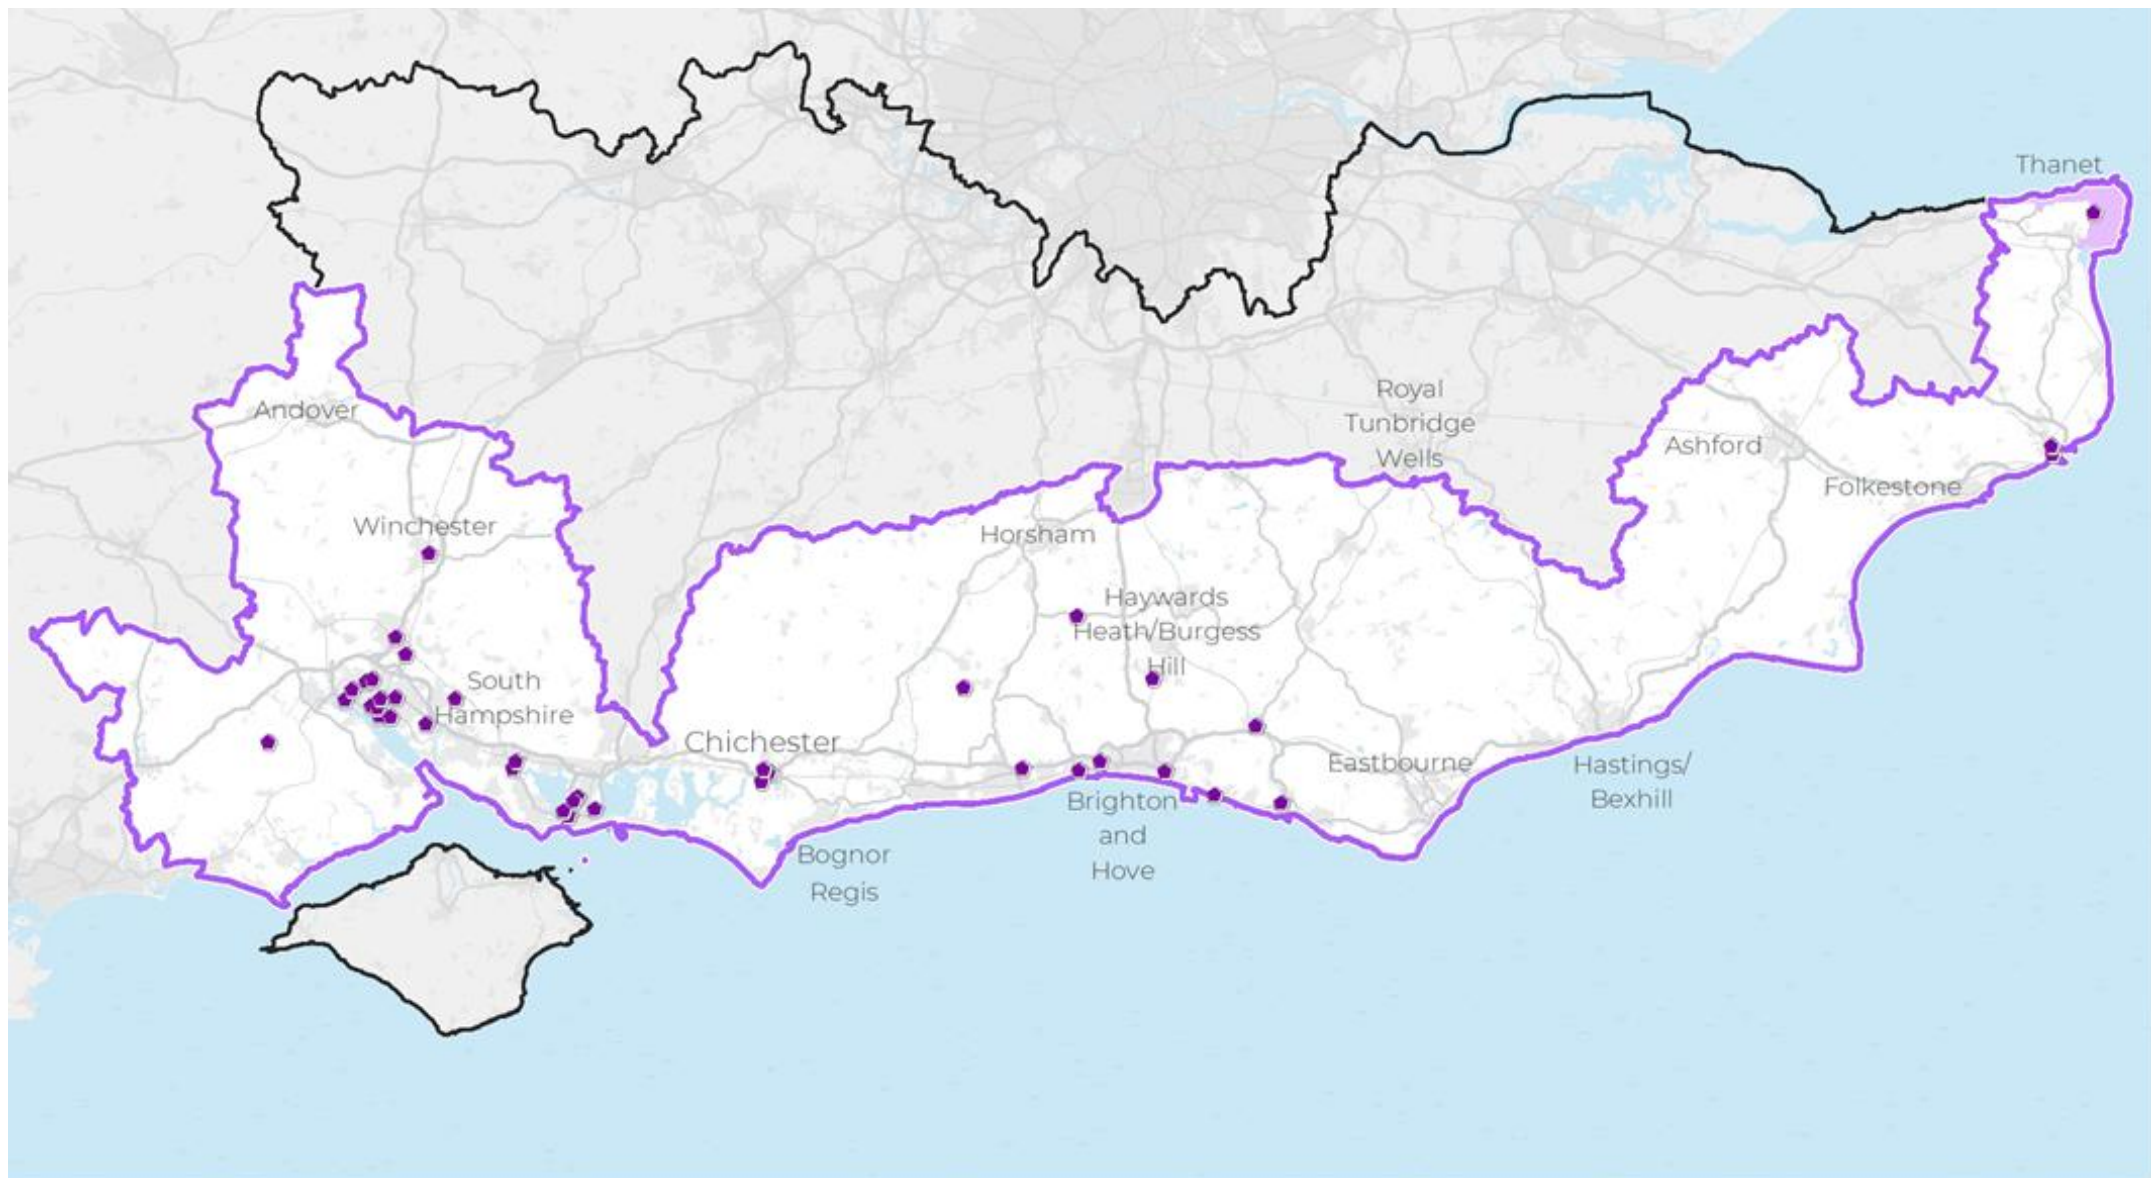 Thanet
Royal
Tunbridge
Wells
Andover
Ashford
Folkestone
Winchester
Horsham
Haywards
Heath/Burgess
Hill
South
Hampshire
Chichester
Eastbourne
Hastings/
Bexhill
Brighton
and
Hove
Bognor
Regis